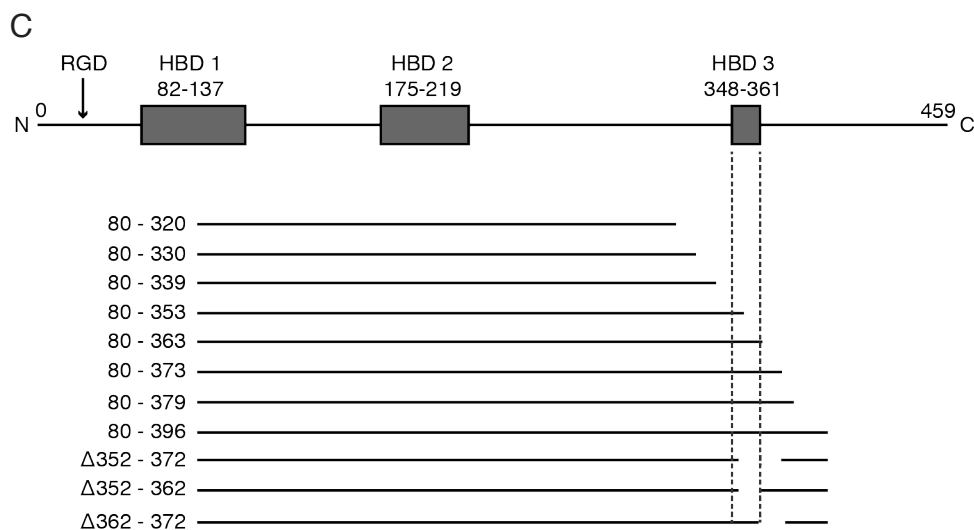 C
RGD HBD 1 HBD 2 HBD 3
82-137 175-219 348-361
N 0 459 C
80 - 320
80 - 330
80 - 339
80 - 353
80 - 363
80 - 373
80 - 379
80 - 396
Δ352 - 372
Δ352 - 362
Δ362 - 372